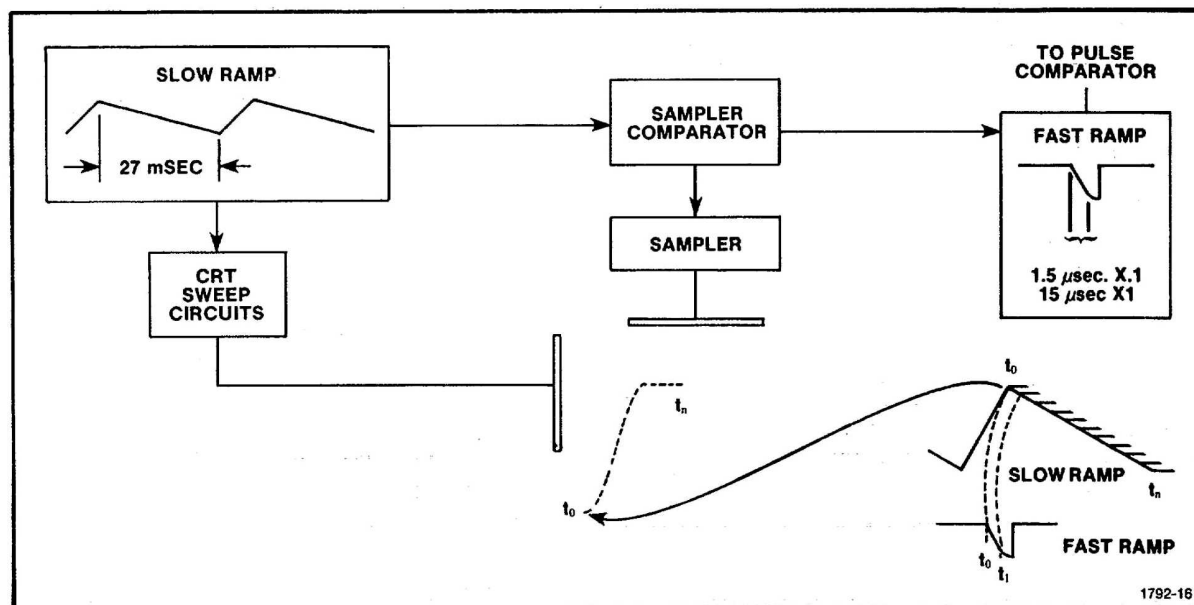 SLOW RAMP
27 mSEC
SAMPLER
COMPARATOR
TO PULSE
COMPARATOR
FAST RAMP
1.5 µsec. X.1
15 µsec X1
SAMPLER
CRT
SWEEP
CIRCUITS
tn
t0
t0
SLOW RAMP
tn
t0
t1
FAST RAMP
1792-16